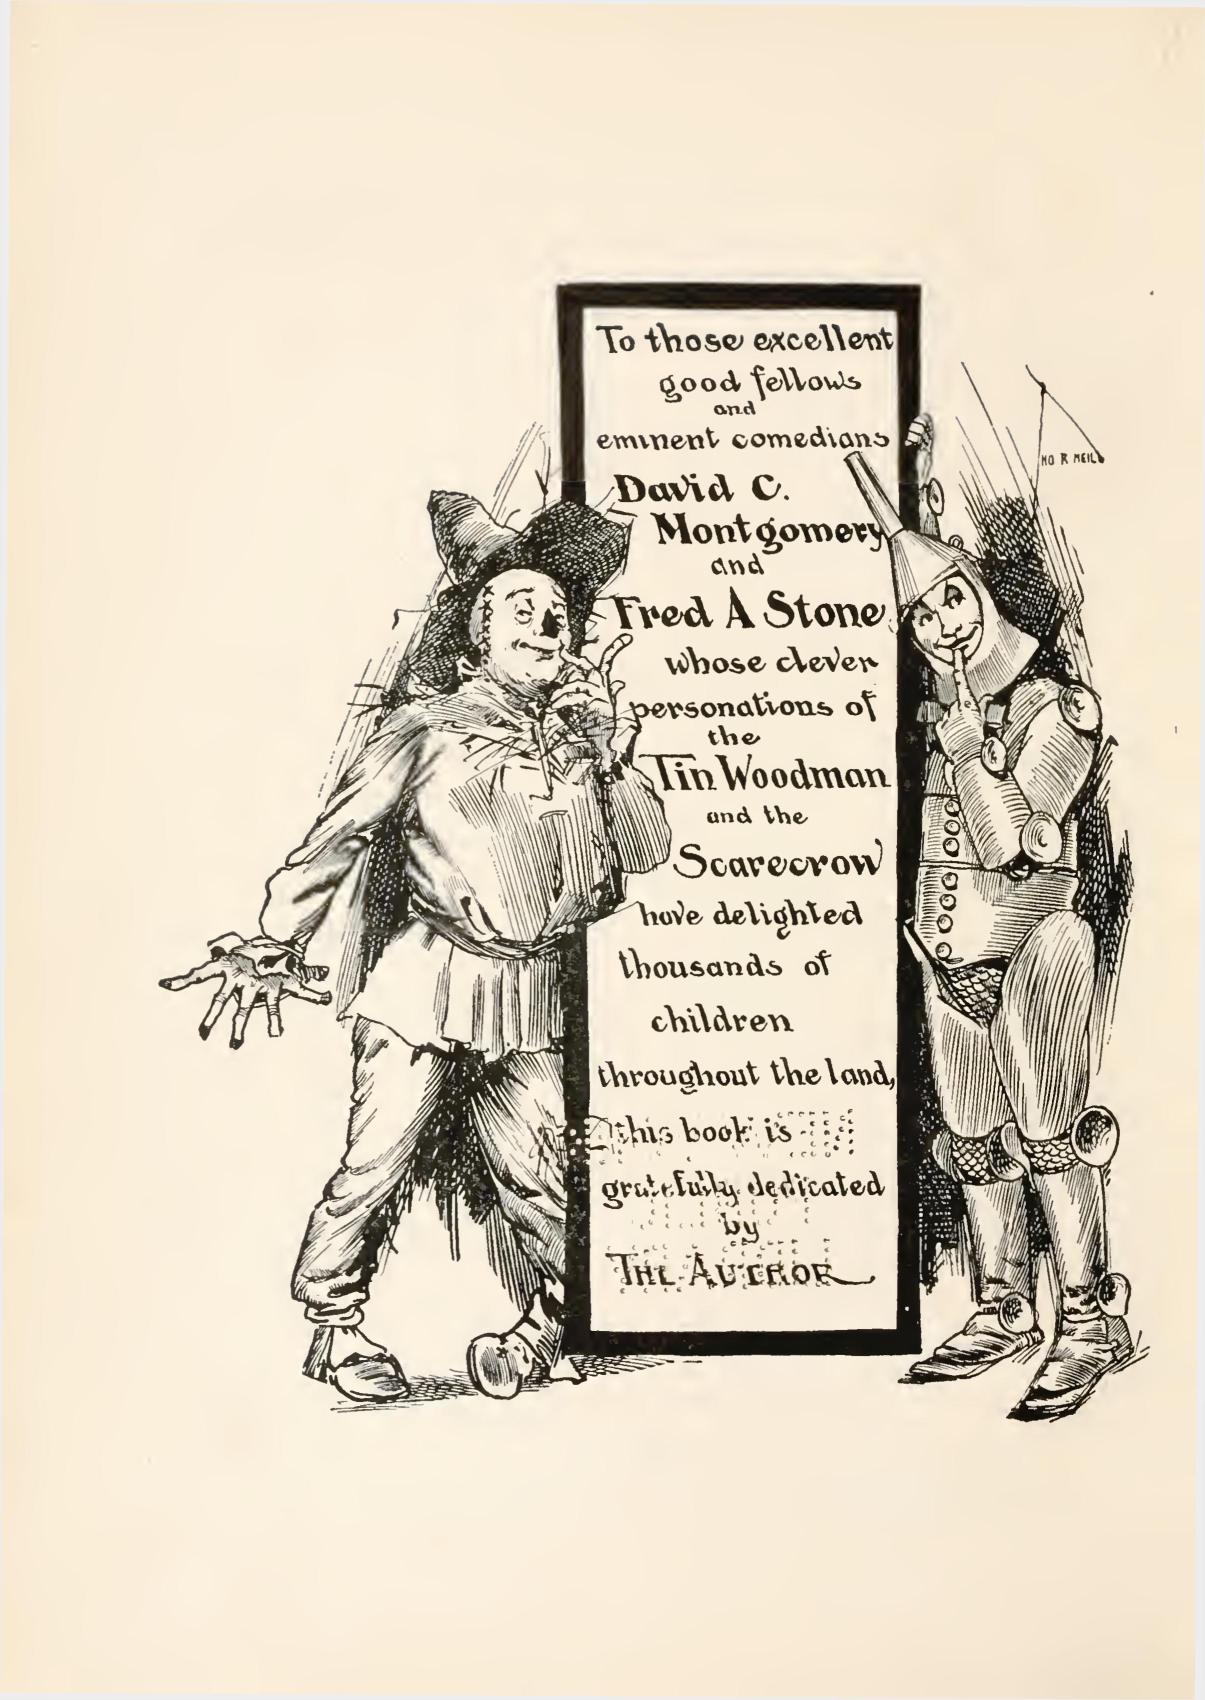 To those excellent
good fellows
and
eminent comedians
David C.
Montgomery
and
Fred A Stone
whose clever
personations of
the
Tin Woodman
and the
Scarecrow
have delighted
thousands of
children
throughout the land,
this book is
gratefully dedicated
by
THE AUTHOR